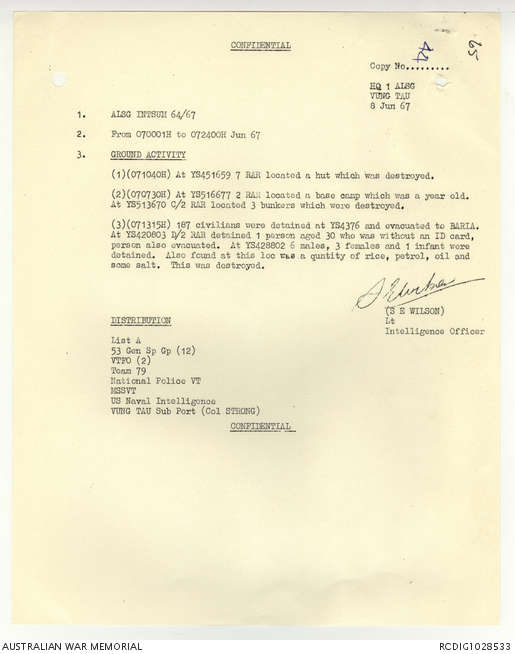 CONFIDENTIAL
65
44
Copy No.........
HQ 1 ALSG
VUNG TAU
8 Jun 67
1. ALSG INTSUM 64/67
2. From 070001H to 072400H Jun 67
3. GROUND ACTIVITY
(1)(071040H) At YS451659 7 RAR located a hut which was destroyed.
(2)(070730H) At YS516677 2 RAR located a base camp which was a year old.
At YS513670 C/2 RAR located 3 bunkers which were destroyed.
(3)(071315H) 187 civilians were detained at YS4376 and evacuated to BARIA.
At YS420803 D/2 RAR detained 1 person aged 30 who was without an ID card,
person also evacuated. At YS428802 6 males, 3 females and 1 infant were
detained. Also found at this loc was a quntity of rice, petrol, oil and
some salt. This was destroyed.
(S E WILSON)
Lt
Intelligence Officer
DISTRIBUTION
List A
53 Gen Sp Gp (12)
VTFO (2)
Team 79
National Police VT
MSSVT
US Naval Intelligence
VUNG TAU Sub Port (Col STRONG)
CONFIDENTIAL
AUSTRALIAN WAR MEMORIAL
RCDIG1028533